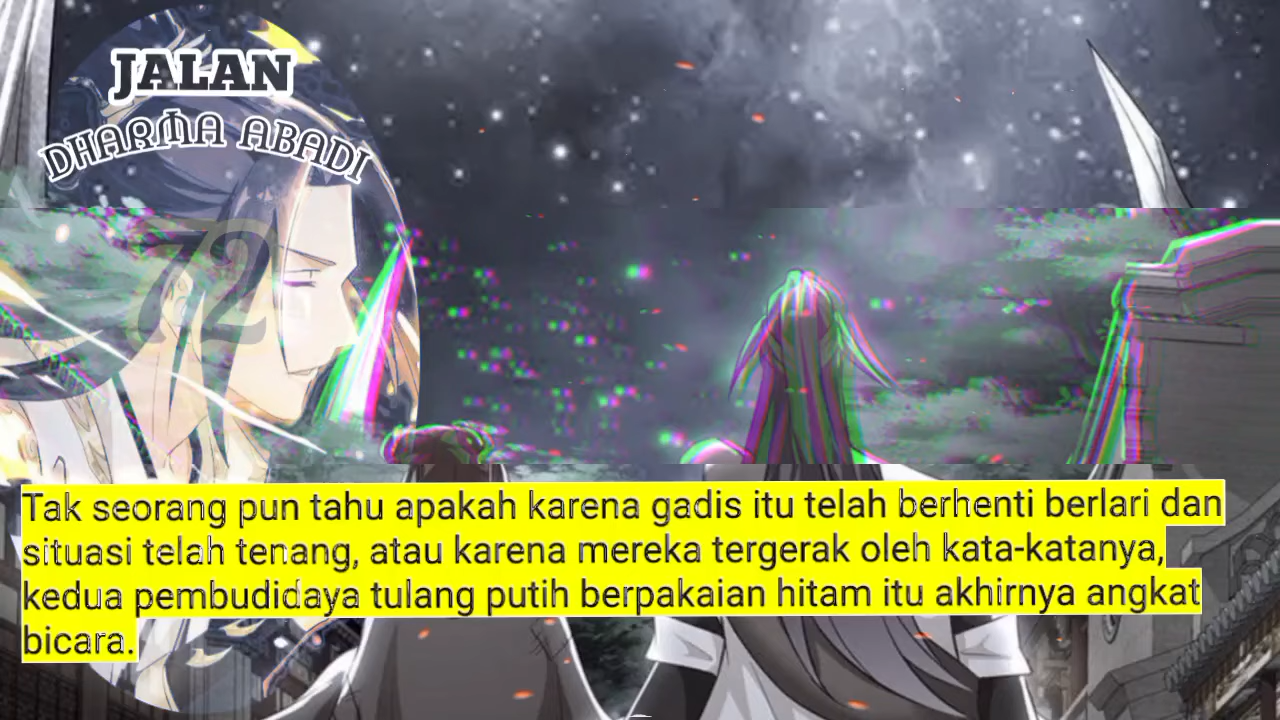 JALAN
DHARMA ABADI
72
Tak seorang pun tahu apakah karena gadis itu telah berhenti berlari dan
situasi telah tenang, atau karena mereka tergerak oleh kata-katanya,
kedua pembudidaya tulang putih berpakaian hitam itu akhirnya angkat
bicara.